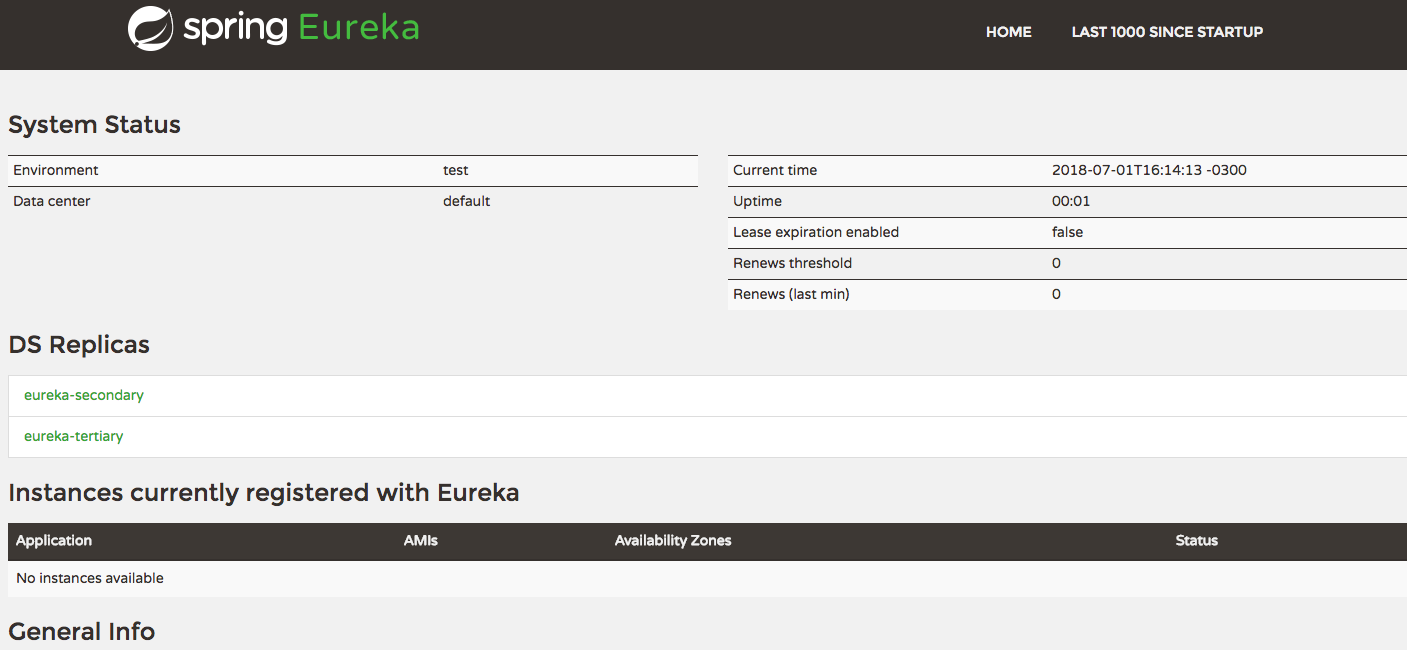 spring Eureka
HOME LAST 1000 SINCE STARTUP
System Status
Environment test
Data center default
Current time 2018-07-01T16:14:13 -0300
Uptime 00:01
Lease expiration enabled false
Renews threshold 0
Renews (last min) 0
DS Replicas
eureka-secondary
eureka-tertiary
Instances currently registered with Eureka
Application AMIs Availability Zones Status
No instances available
General Info